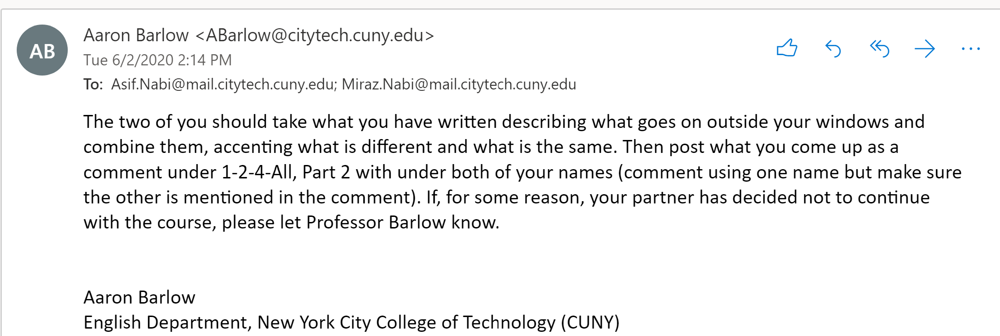 AB
Aaron Barlow <ABarlow@citytech.cuny.edu>
Tue 6/2/2020 2:14 PM
To: Asif.Nabi@mail.citytech.cuny.edu; Miraz.Nabi@mail.citytech.cuny.edu
The two of you should take what you have written describing what goes on outside your windows and
combine them, accenting what is different and what is the same. Then post what you come up as a
comment under 1-2-4-All, Part 2 with under both of your names (comment using one name but make sure
the other is mentioned in the comment). If, for some reason, your partner has decided not to continue
with the course, please let Professor Barlow know.
Aaron Barlow
English Department, New York City College of Technology (CUNY)